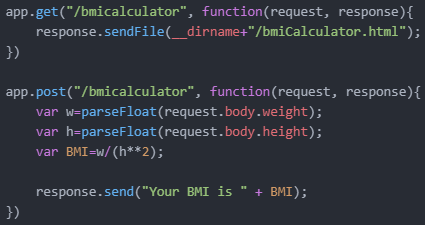 app.get("/bmicalculator", function(request, response){
    response.sendFile(__dirname+"/bmiCalculator.html");
})

app.post("/bmicalculator", function(request, response){
    var w=parseFloat(request.body.weight);
    var h=parseFloat(request.body.height);
    var BMI=w/(h**2);

    response.send("Your BMI is " + BMI);
})